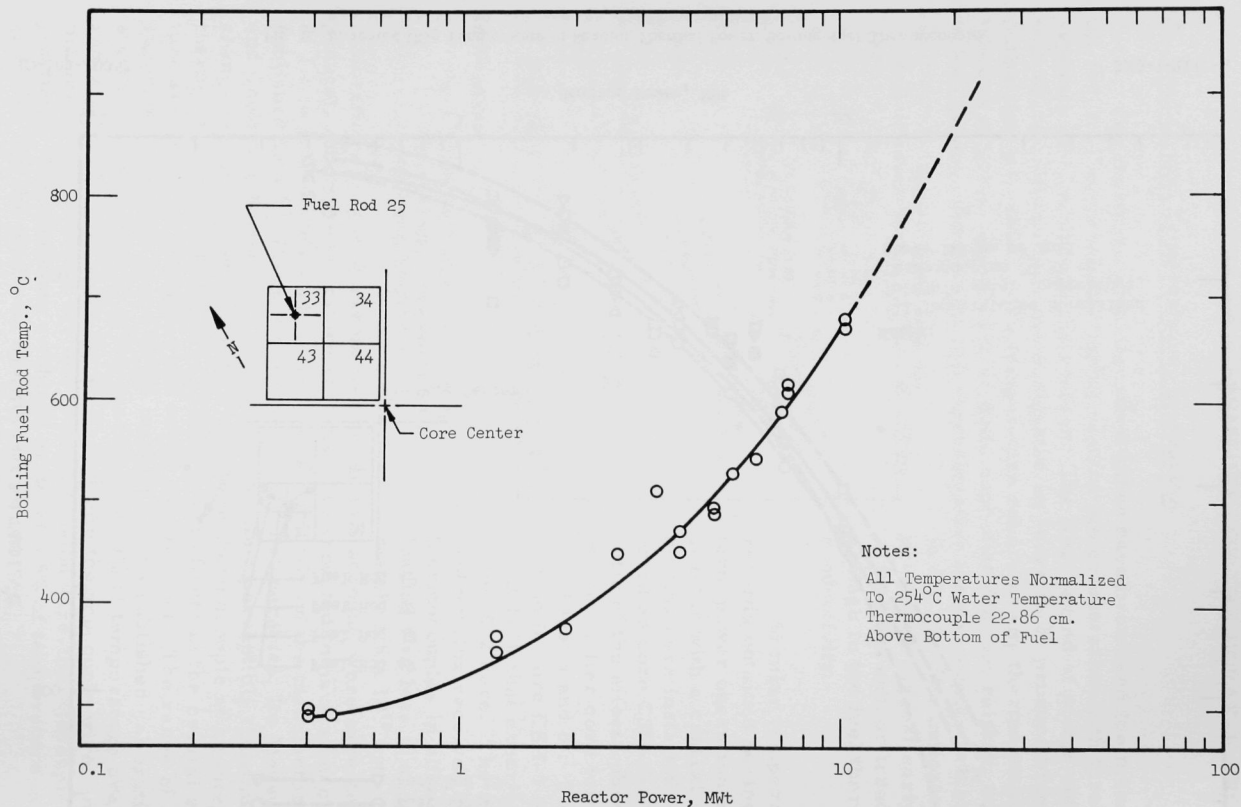 800
600
400
Boiling Fuel Rod Temp., °C
Fuel Rod 25
33
34
43
44
N
Core Center
Notes:
All Temperatures Normalized
To 254°C Water Temperature
Thermocouple 22.86 cm.
Above Bottom of Fuel
0.1
1
10
100
Reactor Power, MWt